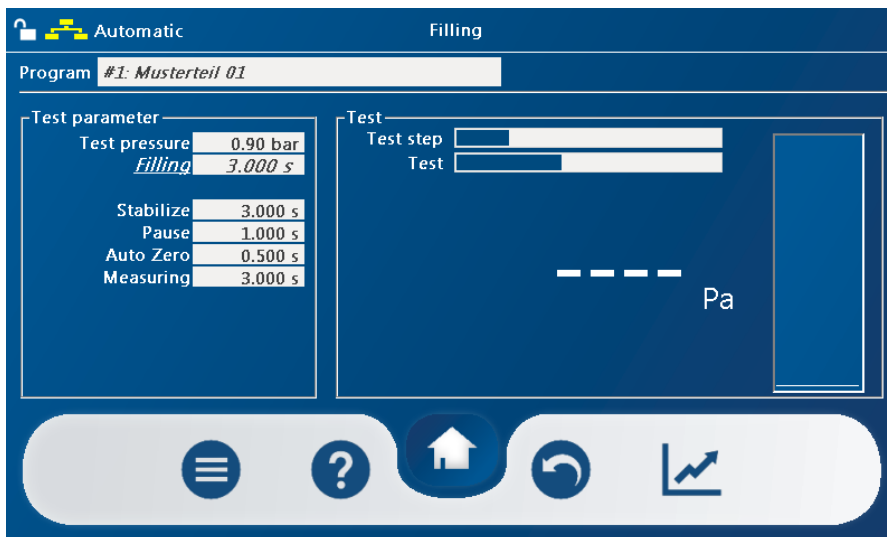 Automatic Filling
Program #1: Musterteil 01
Test parameter
Test pressure 0.90 bar
Filling 3.000 s
Stabilize 3.000 s
Pause 1.000 s
Auto Zero 0.500 s
Measuring 3.000 s
Test
Test step
Test
– – – –
Pa
?